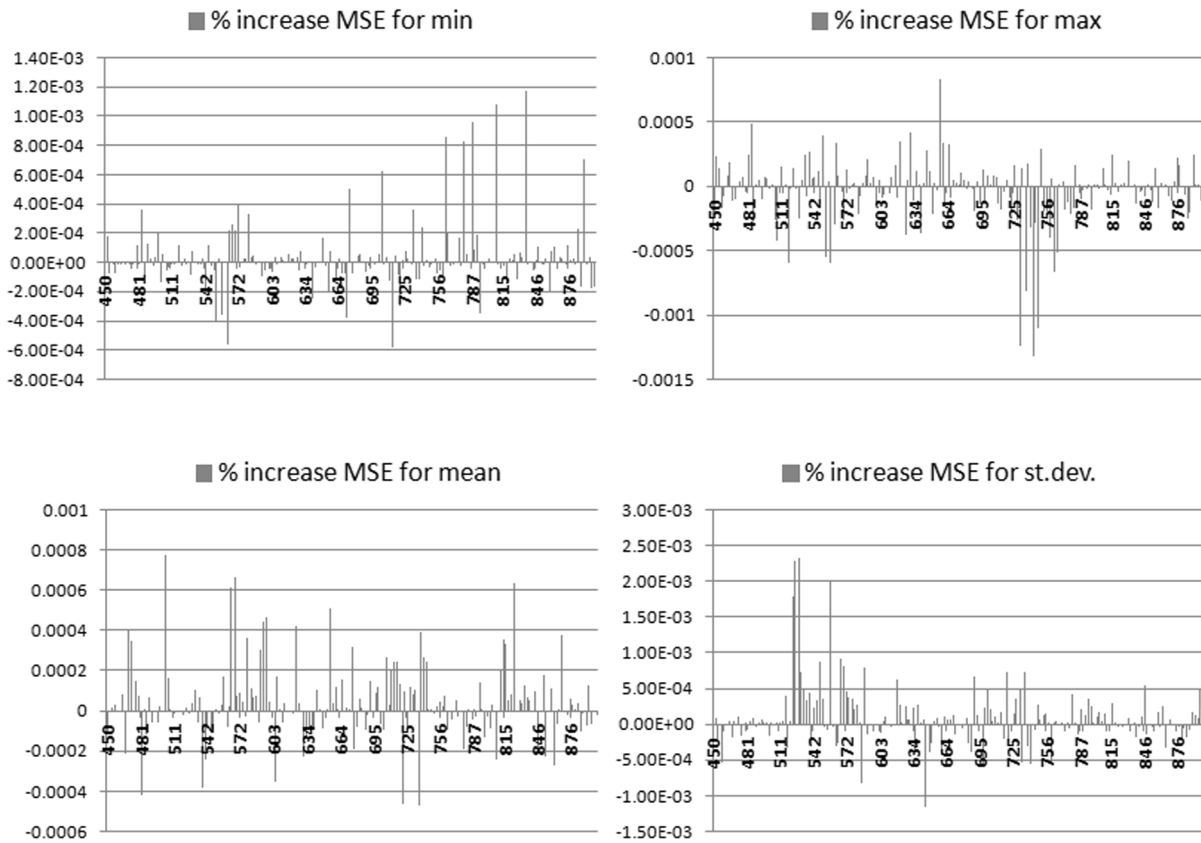 % increase MSE for min
1.40E-03
1.20E-03
1.00E-03
8.00E-04
6.00E-04
4.00E-04
2.00E-04
0.00E+00
-2.00E-04
-4.00E-04
-6.00E-04
-8.00E-04
450 481 511 542 572 603 634 664 695 725 756 787 815 846 876
% increase MSE for max
0.001
0.0005
0
-0.0005
-0.001
-0.0015
450 481 511 542 572 603 634 664 695 725 756 787 815 846 876
% increase MSE for mean
0.001
0.0008
0.0006
0.0004
0.0002
0
-0.0002
-0.0004
-0.0006
450 481 511 542 572 603 634 664 695 725 756 787 815 846 876
% increase MSE for st.dev.
3.00E-03
2.50E-03
2.00E-03
1.50E-03
1.00E-03
5.00E-04
0.00E+00
-5.00E-04
-1.00E-03
-1.50E-03
450 481 511 542 572 603 634 664 695 725 756 787 815 846 876